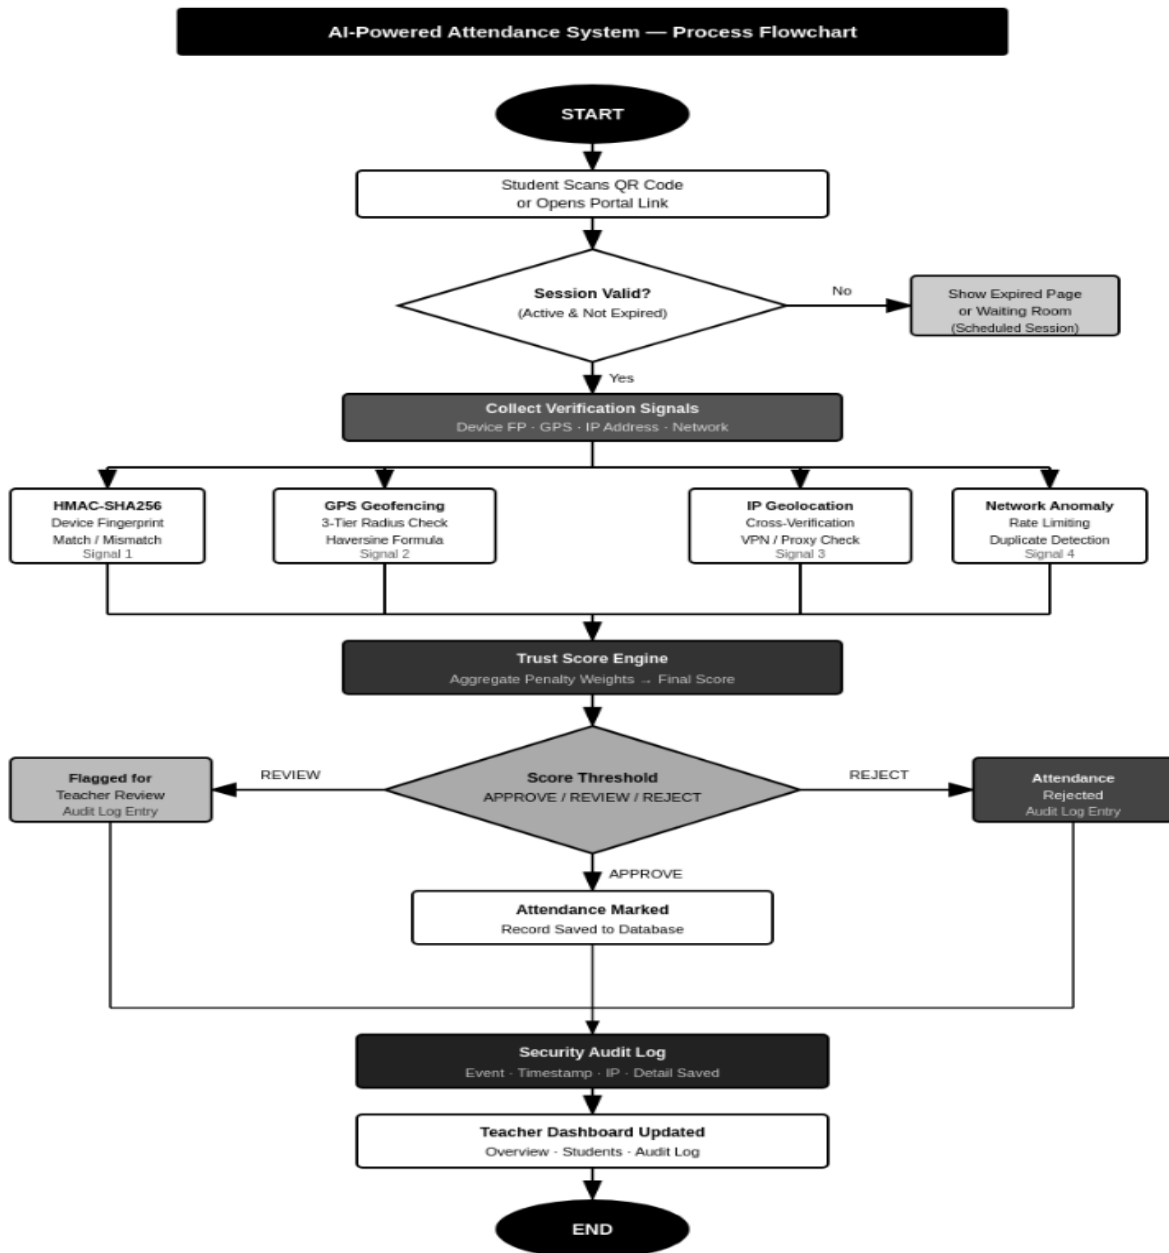 AI-Powered Attendance System — Process Flowchart
START
Student Scans QR Code
or Opens Portal Link
Session Valid?
(Active & Not Expired)
No
Show Expired Page
or Waiting Room
(Scheduled Session)
Yes
Collect Verification Signals
Device FP · GPS · IP Address · Network
HMAC-SHA256
Device Fingerprint
Match / Mismatch
Signal 1
GPS Geofencing
3-Tier Radius Check
Haversine Formula
Signal 2
IP Geolocation
Cross-Verification
VPN / Proxy Check
Signal 3
Network Anomaly
Rate Limiting
Duplicate Detection
Signal 4
Trust Score Engine
Aggregate Penalty Weights → Final Score
Score Threshold
APPROVE / REVIEW / REJECT
REVIEW
Flagged for
Teacher Review
Audit Log Entry
REJECT
Attendance
Rejected
Audit Log Entry
APPROVE
Attendance Marked
Record Saved to Database
Security Audit Log
Event · Timestamp · IP · Detail Saved
Teacher Dashboard Updated
Overview · Students · Audit Log
END